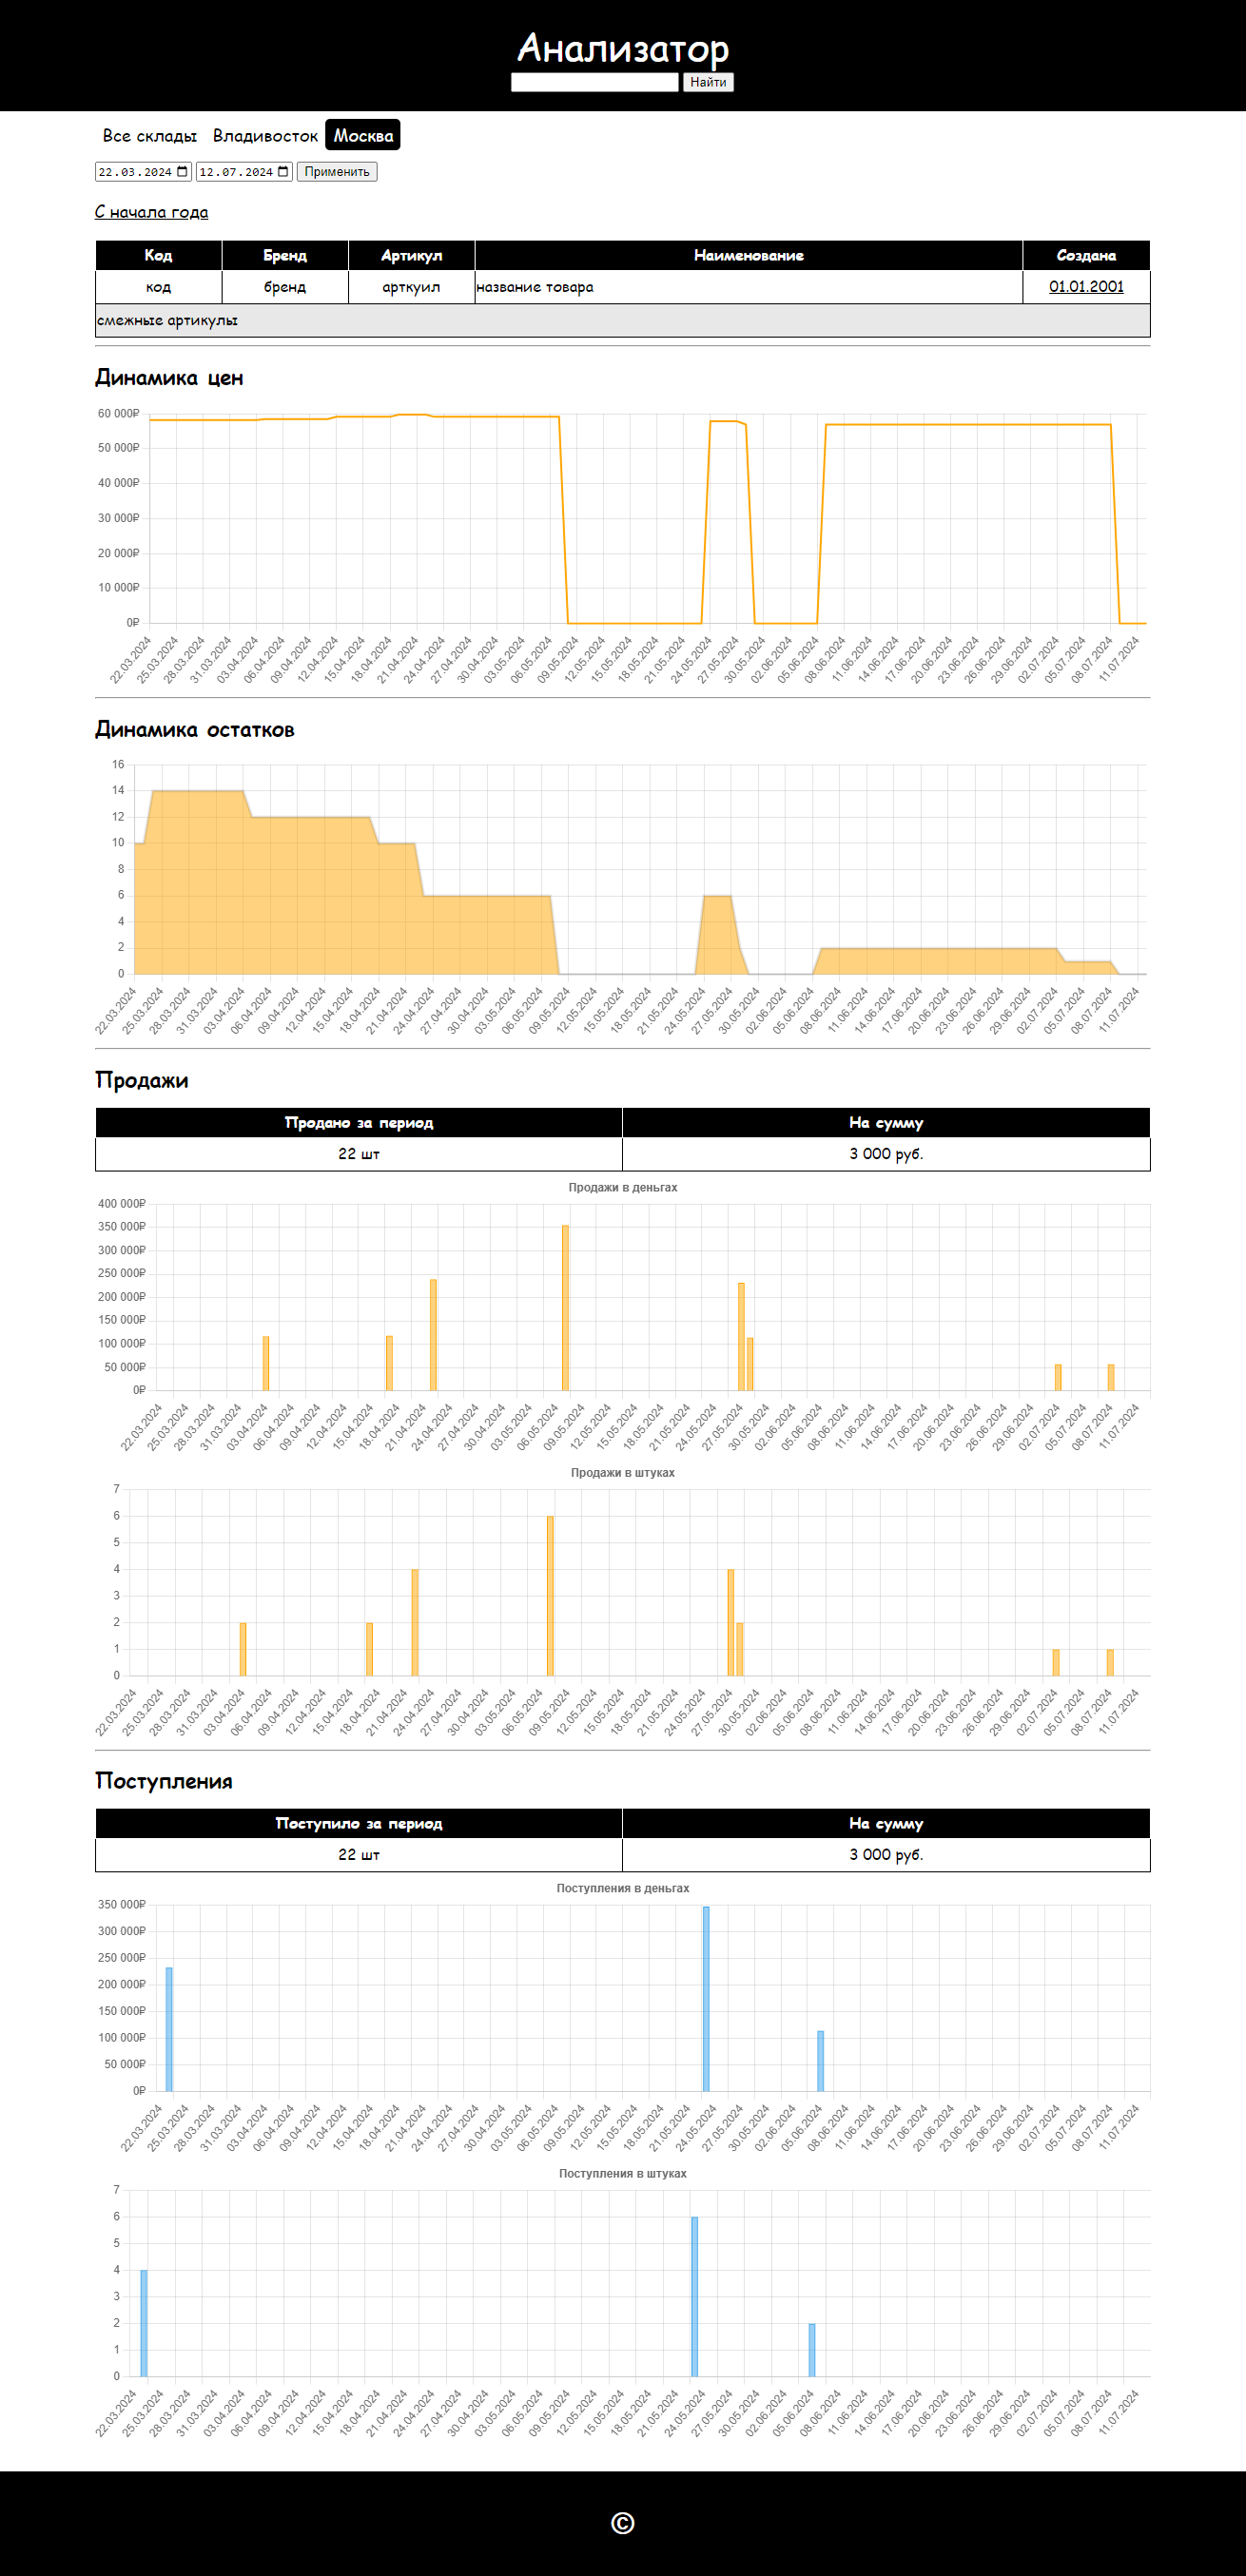 Анализатор
Найти
Все склады Владивосток Москва
22.03.2024 12.07.2024 Применить
С начала года
Код Бренд Артикул Наименование Создана
код бренд арткуил название товара 01.01.2001
смежные артикулы
Динамика цен
60 000₽
50 000₽
40 000₽
30 000₽
20 000₽
10 000₽
0₽
22.03.2024 25.03.2024 28.03.2024 31.03.2024 03.04.2024 06.04.2024 09.04.2024 12.04.2024 15.04.2024 18.04.2024 21.04.2024 24.04.2024 27.04.2024 30.04.2024 03.05.2024 06.05.2024 09.05.2024 12.05.2024 15.05.2024 18.05.2024 21.05.2024 24.05.2024 27.05.2024 30.05.2024 02.06.2024 05.06.2024 08.06.2024 11.06.2024 14.06.2024 17.06.2024 20.06.2024 23.06.2024 26.06.2024 29.06.2024 02.07.2024 05.07.2024 08.07.2024 11.07.2024
Динамика остатков
16
14
12
10
8
6
4
2
0
22.03.2024 25.03.2024 28.03.2024 31.03.2024 03.04.2024 06.04.2024 09.04.2024 12.04.2024 15.04.2024 18.04.2024 21.04.2024 24.04.2024 27.04.2024 30.04.2024 03.05.2024 06.05.2024 09.05.2024 12.05.2024 15.05.2024 18.05.2024 21.05.2024 24.05.2024 27.05.2024 30.05.2024 02.06.2024 05.06.2024 08.06.2024 11.06.2024 14.06.2024 17.06.2024 20.06.2024 23.06.2024 26.06.2024 29.06.2024 02.07.2024 05.07.2024 08.07.2024 11.07.2024
Продажи
Продано за период На сумму
22 шт 3 000 руб.
Продажи в деньгах
400 000₽
350 000₽
300 000₽
250 000₽
200 000₽
150 000₽
100 000₽
50 000₽
0₽
22.03.2024 25.03.2024 28.03.2024 31.03.2024 03.04.2024 06.04.2024 09.04.2024 12.04.2024 15.04.2024 18.04.2024 21.04.2024 24.04.2024 27.04.2024 30.04.2024 03.05.2024 06.05.2024 09.05.2024 12.05.2024 15.05.2024 18.05.2024 21.05.2024 24.05.2024 27.05.2024 30.05.2024 02.06.2024 05.06.2024 08.06.2024 11.06.2024 14.06.2024 17.06.2024 20.06.2024 23.06.2024 26.06.2024 29.06.2024 02.07.2024 05.07.2024 08.07.2024 11.07.2024
Продажи в штуках
7
6
5
4
3
2
1
0
22.03.2024 25.03.2024 28.03.2024 31.03.2024 03.04.2024 06.04.2024 09.04.2024 12.04.2024 15.04.2024 18.04.2024 21.04.2024 24.04.2024 27.04.2024 30.04.2024 03.05.2024 06.05.2024 09.05.2024 12.05.2024 15.05.2024 18.05.2024 21.05.2024 24.05.2024 27.05.2024 30.05.2024 02.06.2024 05.06.2024 08.06.2024 11.06.2024 14.06.2024 17.06.2024 20.06.2024 23.06.2024 26.06.2024 29.06.2024 02.07.2024 05.07.2024 08.07.2024 11.07.2024
Поступления
Поступило за период На сумму
22 шт 3 000 руб.
Поступления в деньгах
350 000₽
300 000₽
250 000₽
200 000₽
150 000₽
100 000₽
50 000₽
0₽
22.03.2024 25.03.2024 28.03.2024 31.03.2024 03.04.2024 06.04.2024 09.04.2024 12.04.2024 15.04.2024 18.04.2024 21.04.2024 24.04.2024 27.04.2024 30.04.2024 03.05.2024 06.05.2024 09.05.2024 12.05.2024 15.05.2024 18.05.2024 21.05.2024 24.05.2024 27.05.2024 30.05.2024 02.06.2024 05.06.2024 08.06.2024 11.06.2024 14.06.2024 17.06.2024 20.06.2024 23.06.2024 26.06.2024 29.06.2024 02.07.2024 05.07.2024 08.07.2024 11.07.2024
Поступления в штуках
7
6
5
4
3
2
1
0
22.03.2024 25.03.2024 28.03.2024 31.03.2024 03.04.2024 06.04.2024 09.04.2024 12.04.2024 15.04.2024 18.04.2024 21.04.2024 24.04.2024 27.04.2024 30.04.2024 03.05.2024 06.05.2024 09.05.2024 12.05.2024 15.05.2024 18.05.2024 21.05.2024 24.05.2024 27.05.2024 30.05.2024 02.06.2024 05.06.2024 08.06.2024 11.06.2024 14.06.2024 17.06.2024 20.06.2024 23.06.2024 26.06.2024 29.06.2024 02.07.2024 05.07.2024 08.07.2024 11.07.2024
©